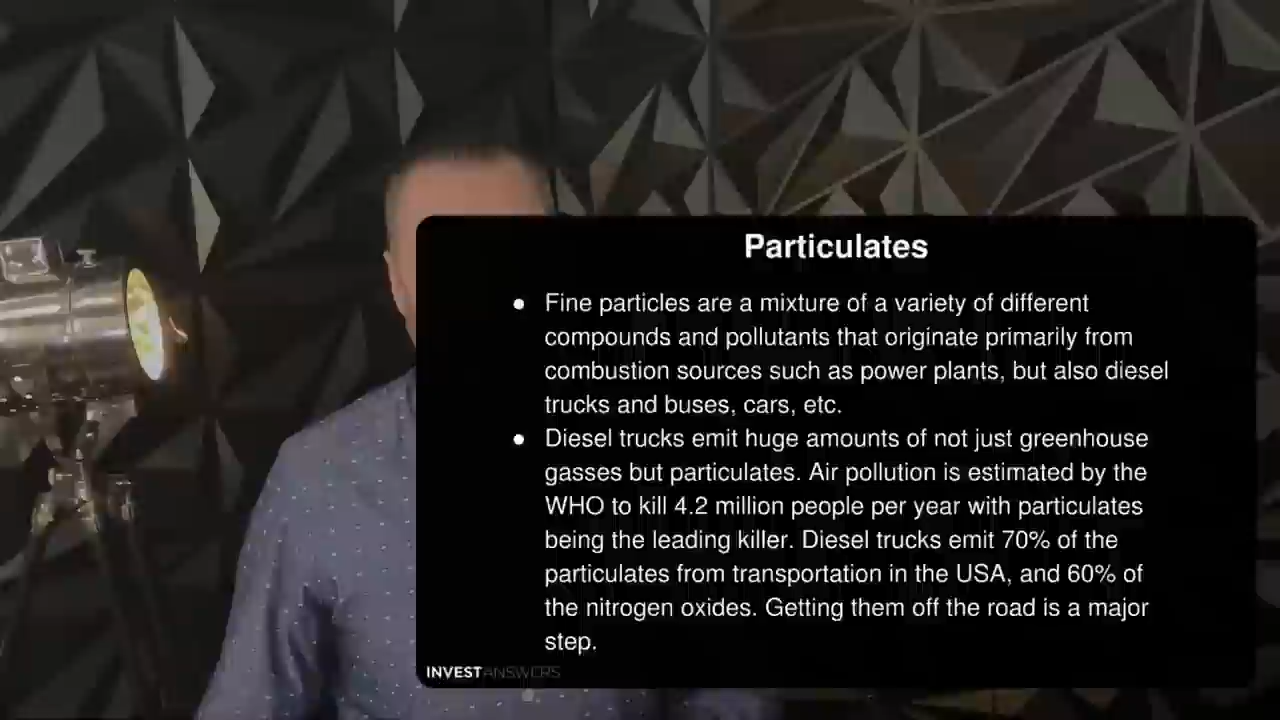 Particulates
● Fine particles are a mixture of a variety of different
compounds and pollutants that originate primarily from
combustion sources such as power plants, but also diesel
trucks and buses, cars, etc.
● Diesel trucks emit huge amounts of not just greenhouse
gasses but particulates. Air pollution is estimated by the
WHO to kill 4.2 million people per year with particulates
being the leading killer. Diesel trucks emit 70% of the
particulates from transportation in the USA, and 60% of
the nitrogen oxides. Getting them off the road is a major
step.
INVESTANSWERS